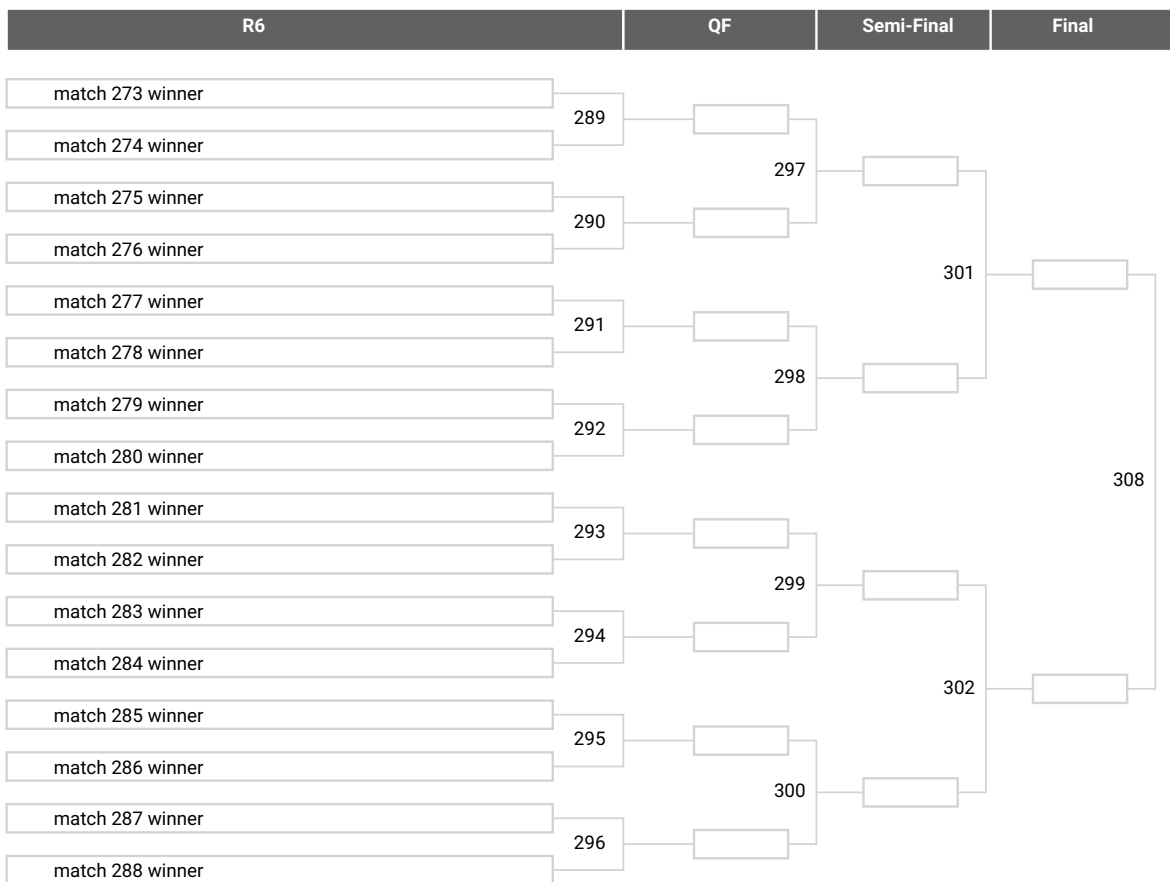 R6 QF Semi-Final Final
match 273 winner
289
match 274 winner
297
match 275 winner
290
match 276 winner
301
match 277 winner
291
match 278 winner
298
match 279 winner
292
match 280 winner
308
match 281 winner
293
match 282 winner
299
match 283 winner
294
match 284 winner
302
match 285 winner
295
match 286 winner
300
match 287 winner
296
match 288 winner